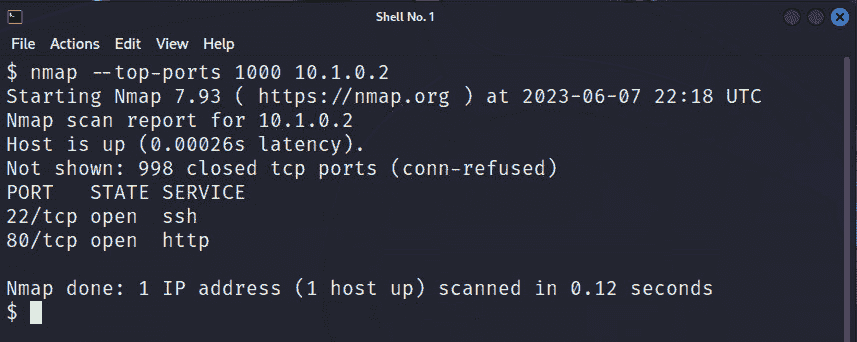 Shell No. 1
File Actions Edit View Help
$ nmap --top-ports 1000 10.1.0.2
Starting Nmap 7.93 ( https://nmap.org ) at 2023-06-07 22:18 UTC
Nmap scan report for 10.1.0.2
Host is up (0.00026s latency).
Not shown: 998 closed tcp ports (conn-refused)
PORT   STATE SERVICE
22/tcp open  ssh
80/tcp open  http
Nmap done: 1 IP address (1 host up) scanned in 0.12 seconds
$